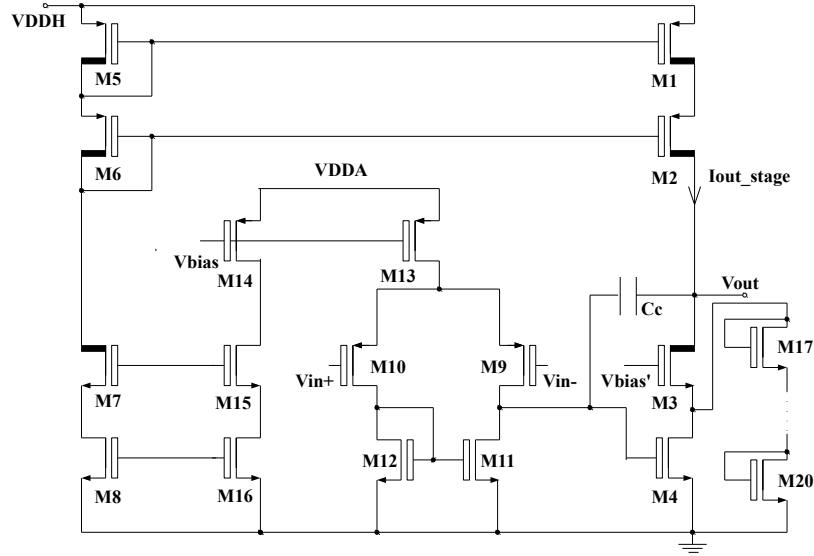 VDDH
M5
M1
M6
M2
VDDA
Iout_stage
Vbias
M14
M13
Vout
Cc
M10
M9
M17
Vin+
Vin-
Vbias'
M7
M15
M3
M12
M11
M8
M16
M4
M20